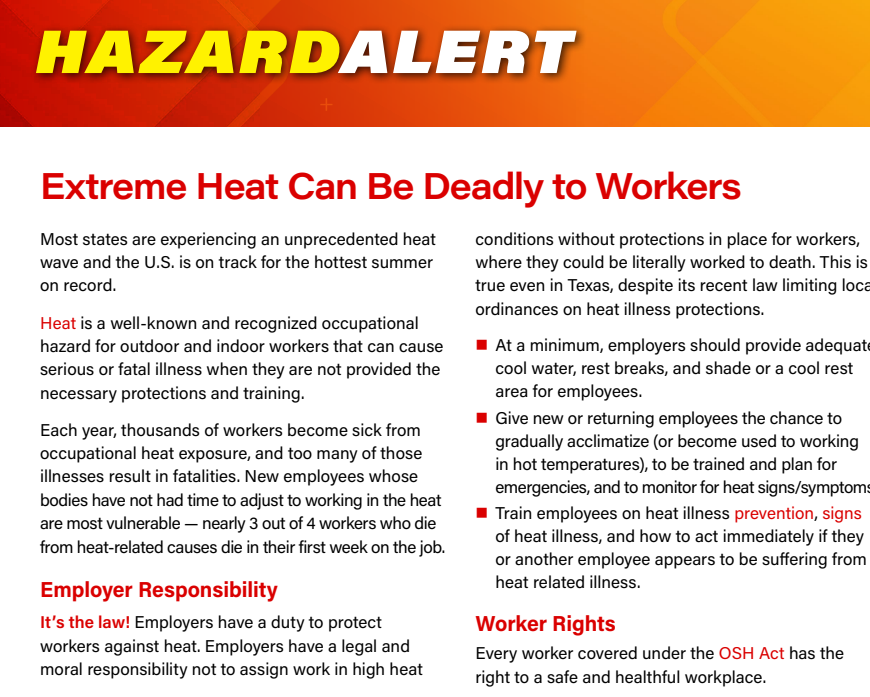 HAZARDALERT
Extreme Heat Can Be Deadly to Workers
Most states are experiencing an unprecedented heat
wave and the U.S. is on track for the hottest summer
on record.
Heat is a well-known and recognized occupational
hazard for outdoor and indoor workers that can cause
serious or fatal illness when they are not provided the
necessary protections and training.
Each year, thousands of workers become sick from
occupational heat exposure, and too many of those
illnesses result in fatalities. New employees whose
bodies have not had time to adjust to working in the heat
are most vulnerable — nearly 3 out of 4 workers who die
from heat-related causes die in their first week on the job.
Employer Responsibility
It's the law! Employers have a duty to protect
workers against heat. Employers have a legal and
moral responsibility not to assign work in high heat
conditions without protections in place for workers,
where they could be literally worked to death. This is
true even in Texas, despite its recent law limiting loca
ordinances on heat illness protections.
■ At a minimum, employers should provide adequate
cool water, rest breaks, and shade or a cool rest
area for employees.
■ Give new or returning employees the chance to
gradually acclimatize (or become used to working
in hot temperatures), to be trained and plan for
emergencies, and to monitor for heat signs/symptoms
■ Train employees on heat illness prevention, signs
of heat illness, and how to act immediately if they
or another employee appears to be suffering from
heat related illness.
Worker Rights
Every worker covered under the OSH Act has the
right to a safe and healthful workplace.